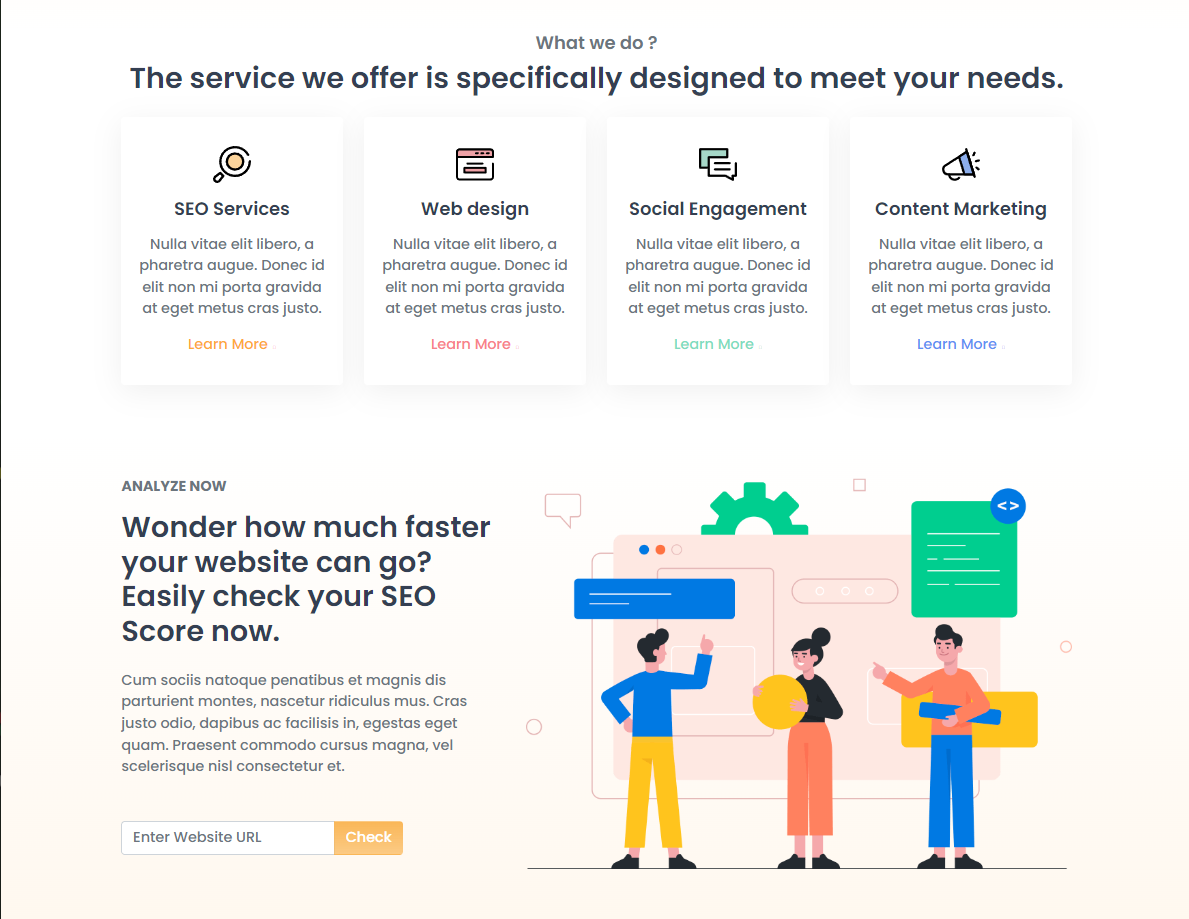 What we do ?
The service we offer is specifically designed to meet your needs.
SEO Services
Nulla vitae elit libero, a
pharetra augue. Donec id
elit non mi porta gravida
at eget metus cras justo.
Learn More
Web design
Nulla vitae elit libero, a
pharetra augue. Donec id
elit non mi porta gravida
at eget metus cras justo.
Learn More
Social Engagement
Nulla vitae elit libero, a
pharetra augue. Donec id
elit non mi porta gravida
at eget metus cras justo.
Learn More
Content Marketing
Nulla vitae elit libero, a
pharetra augue. Donec id
elit non mi porta gravida
at eget metus cras justo.
Learn More
ANALYZE NOW
Wonder how much faster
your website can go?
Easily check your SEO
Score now.
Cum sociis natoque penatibus et magnis dis
parturient montes, nascetur ridiculus mus. Cras
justo odio, dapibus ac facilisis in, egestas eget
quam. Praesent commodo cursus magna, vel
scelerisque nisl consectetur et.
Enter Website URL
Check
<>